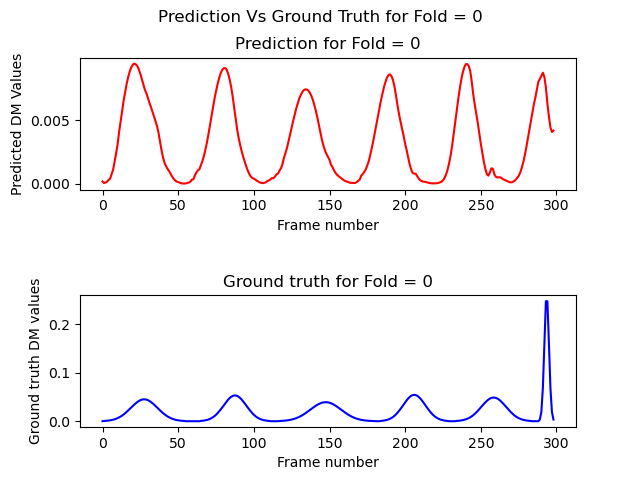 Prediction Vs Ground Truth for Fold = 0
Prediction for Fold = 0
Predicted DM Values
0.005
0.000
0 50 100 150 200 250 300
Frame number
Ground truth for Fold = 0
Ground truth DM values
0.2
0.1
0.0
0 50 100 150 200 250 300
Frame number